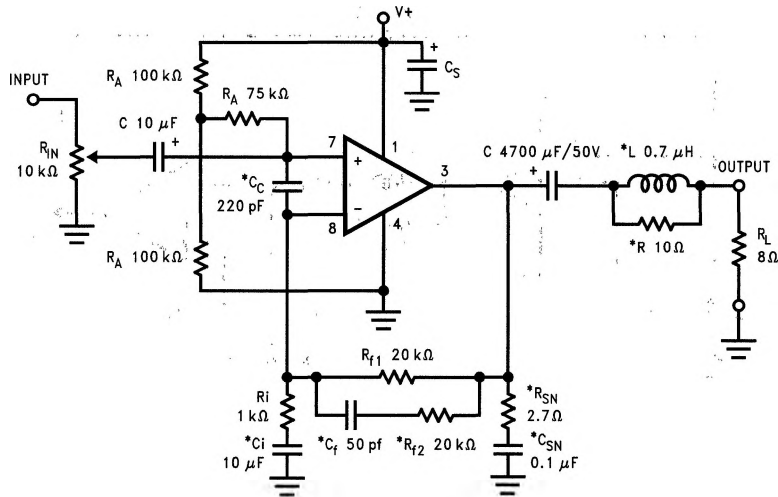 V+
INPUT
R_A 100 kΩ
+
C_S
R_A 75 kΩ
C 10 μF
+
R_IN
10 kΩ
7
+
1
*C_C
220 pF
3
C 4700 μF/50V
+
*L 0.7 μH
OUTPUT
−
8
4
*R 10Ω
R_A 100 kΩ
R_L
8Ω
R_f1 20 kΩ
Ri
1 kΩ
*R_SN
2.7Ω
*C_f 50 pf
*R_f2 20 kΩ
*Ci
10 μF
*C_SN
0.1 μF